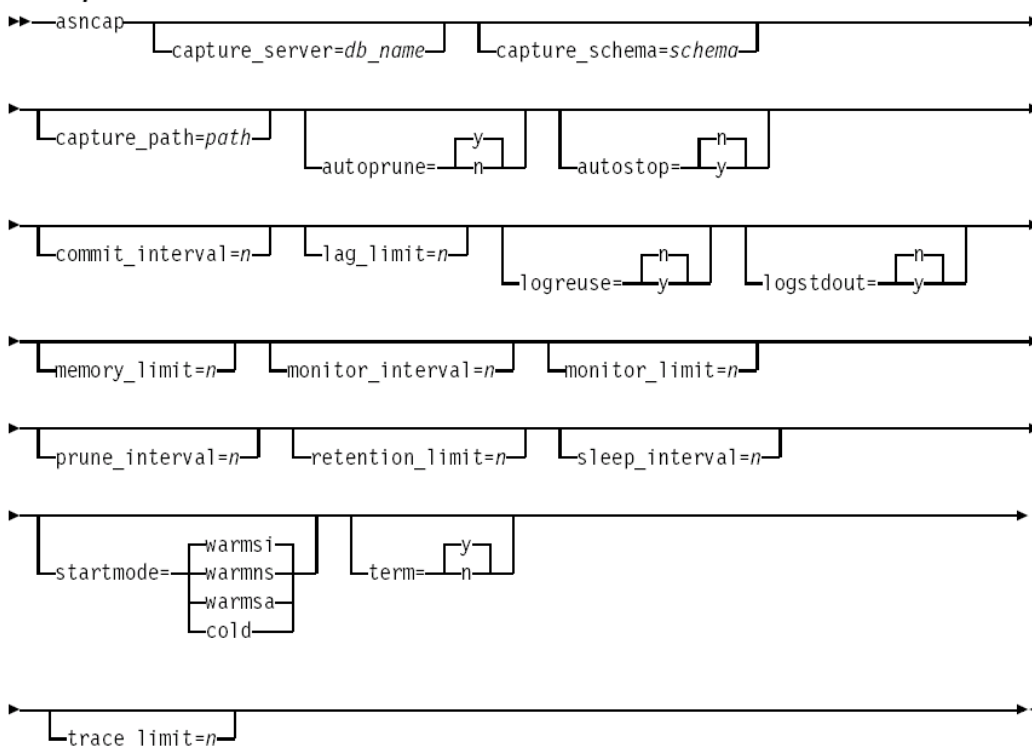 asncap
capture_server=db_name capture_schema=schema
capture_path=path
y n
autoprune= n autostop= y
commit_interval=n lag_limit=n
n n
logreuse= y logstdout= y
memory_limit=n monitor_interval=n monitor_limit=n
prune_interval=n retention_limit=n sleep_interval=n
warmsi y
startmode= warmns term= n
warmsa
cold
trace_limit=n